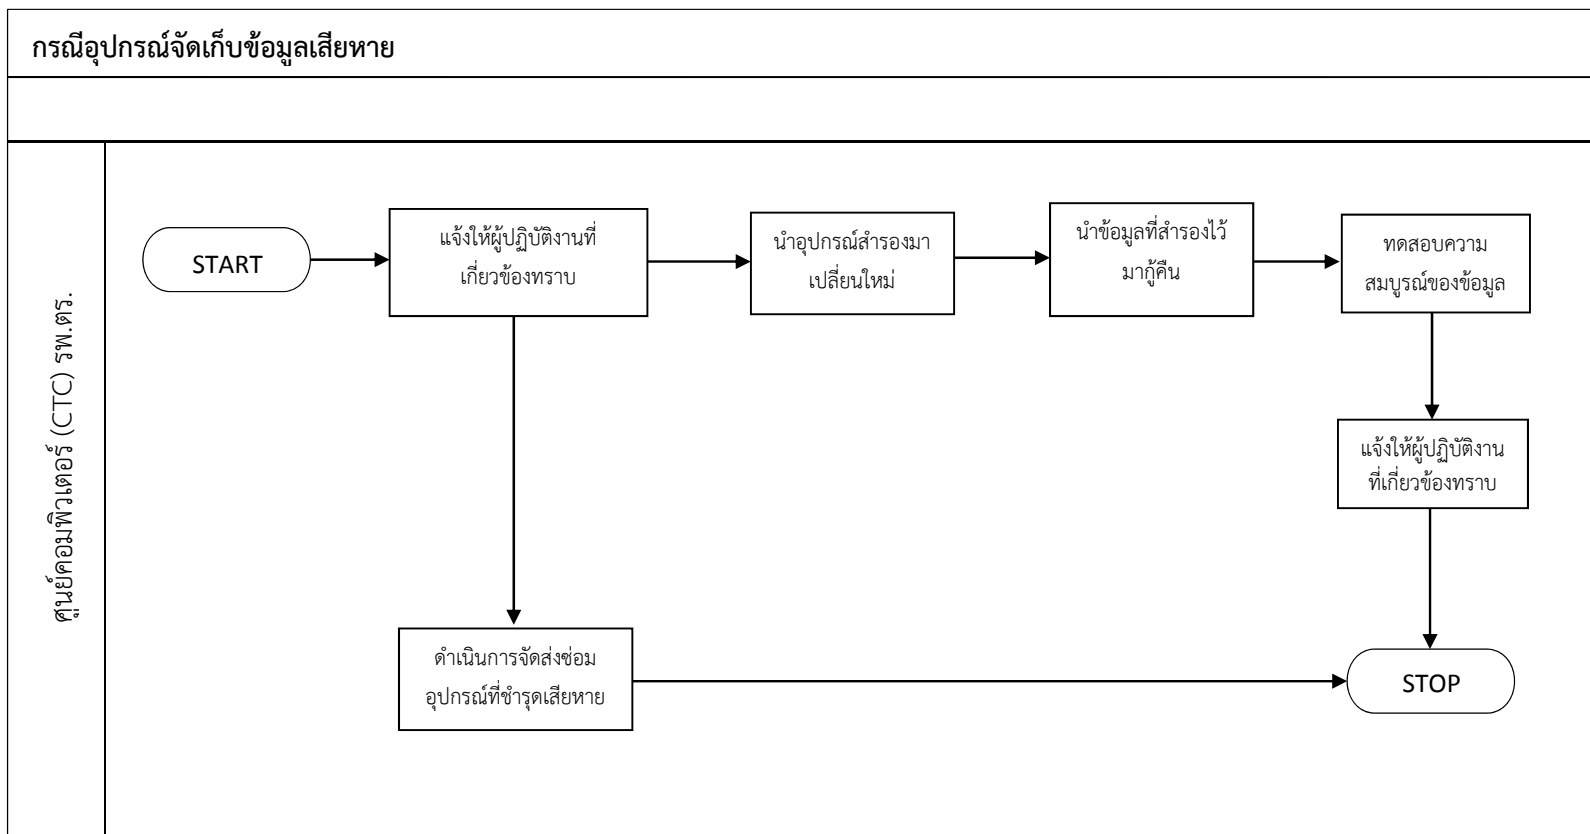 กรณีอุปกรณ์จัดเก็บข้อมูลเสียหาย
ศูนย์คอมพิวเตอร์ (CTC) รพ.ตร.
START
แจ้งให้ผู้ปฏิบัติงานที่
เกี่ยวข้องทราบ
นำอุปกรณ์สำรองมา
เปลี่ยนใหม่
นำข้อมูลที่สำรองไว้
มากู้คืน
ทดสอบความ
สมบูรณ์ของข้อมูล
แจ้งให้ผู้ปฏิบัติงาน
ที่เกี่ยวข้องทราบ
ดำเนินการจัดส่งซ่อม
อุปกรณ์ที่ชำรุดเสียหาย
STOP